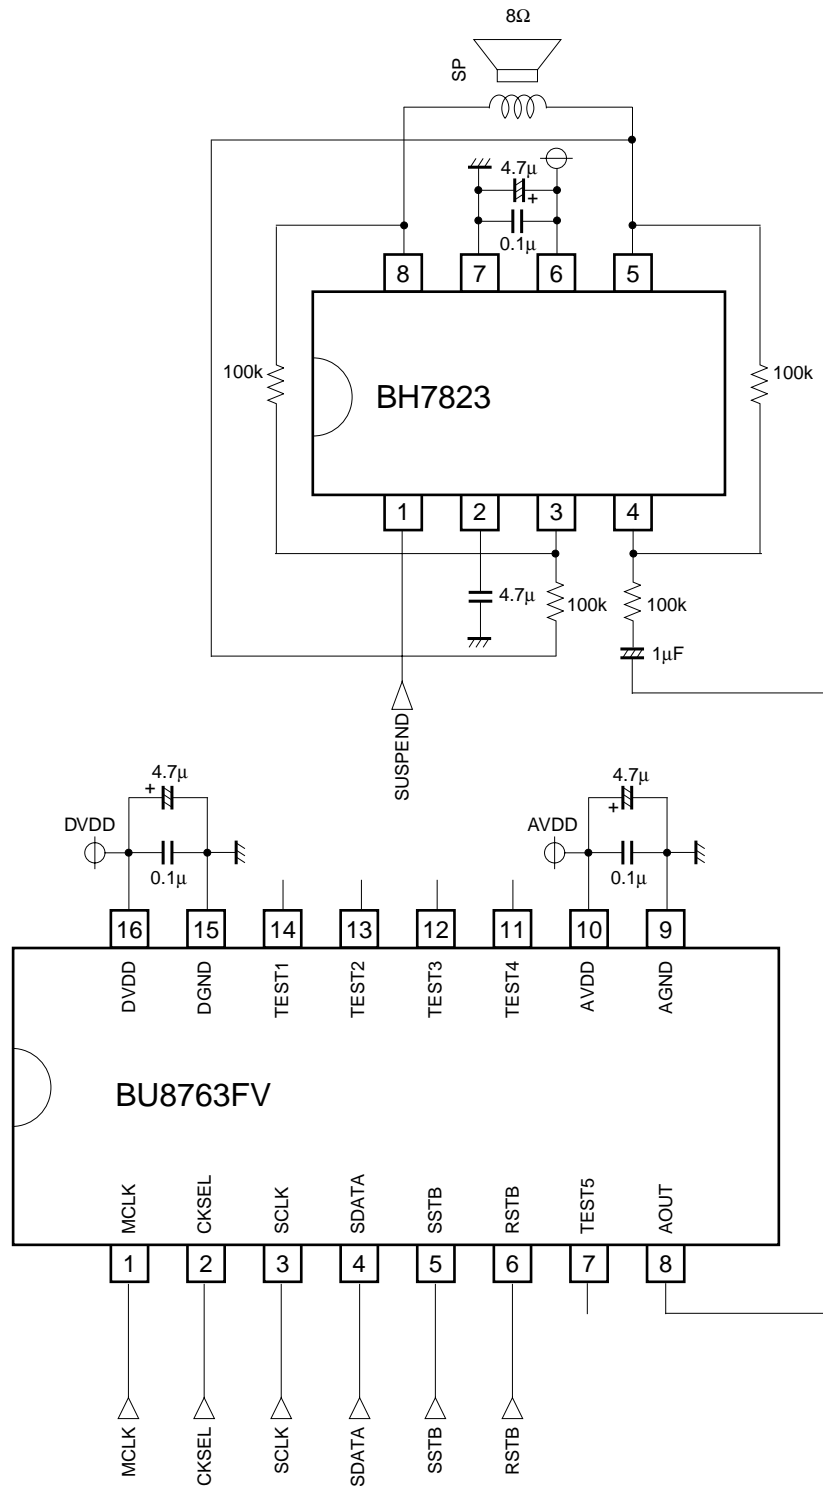 8Ω
SP
4.7μ
+
0.1μ
8 7 6 5
100k
BH7823
100k
1 2 3 4
4.7μ
100k
100k
1μF
SUSPEND
4.7μ
+
DVDD
0.1μ
4.7μ
+
AVDD
0.1μ
16 15 14 13 12 11 10 9
DVDD
DGND
TEST1
TEST2
TEST3
TEST4
AVDD
AGND
BU8763FV
MCLK
CKSEL
SCLK
SDATA
SSTB
RSTB
TEST5
AOUT
1 2 3 4 5 6 7 8
MCLK
CKSEL
SCLK
SDATA
SSTB
RSTB